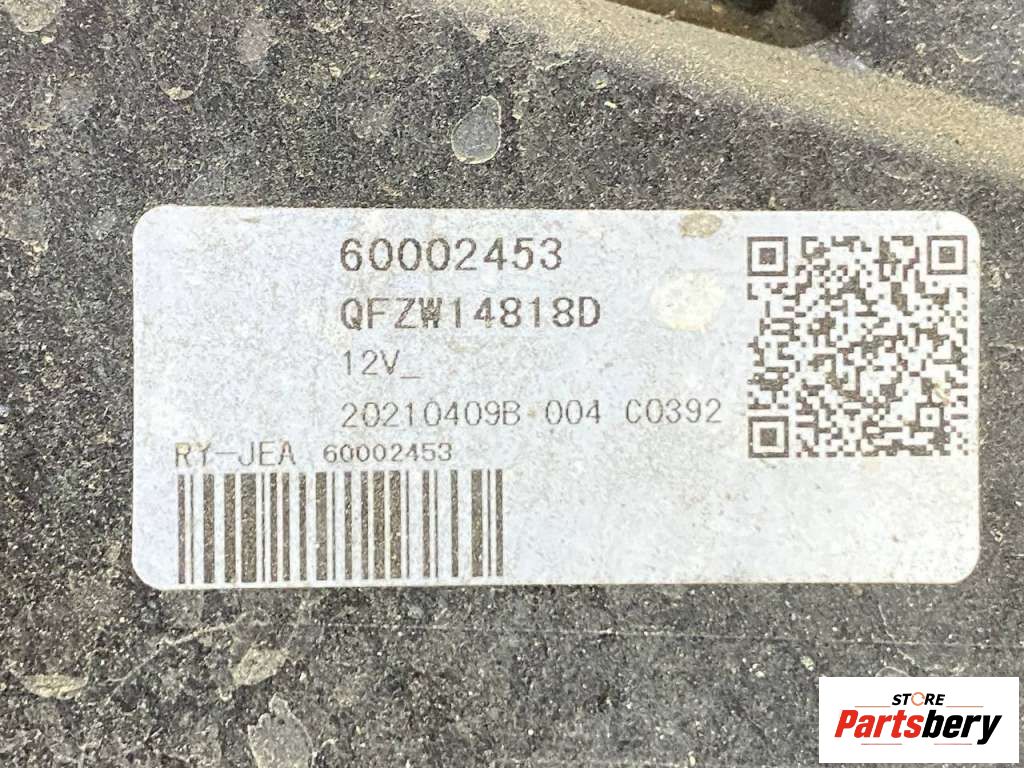 60002453
QFZW14818D
12V_
20210409B 004 C0392
RY-JEA 60002453
STORE
Partsbery